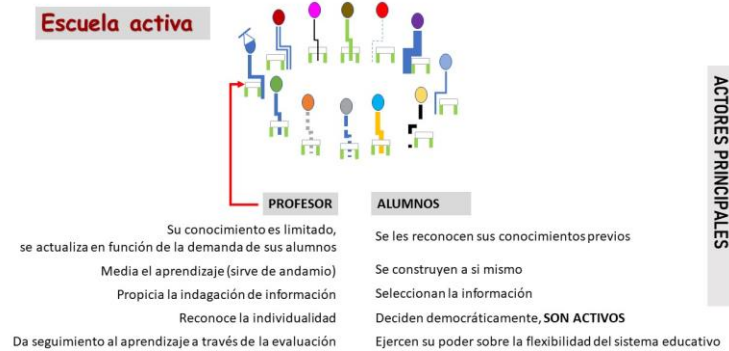 Escuela activa
ACTORES PRINCIPALES
PROFESOR
Su conocimiento es limitado,
se actualiza en función de la demanda de sus alumnos
Media el aprendizaje (sirve de andamio)
Propicia la indagación de información
Reconoce la individualidad
Da seguimiento al aprendizaje a través de la evaluación
ALUMNOS
Se les reconocen sus conocimientos previos
Se construyen a si mismo
Seleccionan la información
Deciden democráticamente, SON ACTIVOS
Ejercen su poder sobre la flexibilidad del sistema educativo